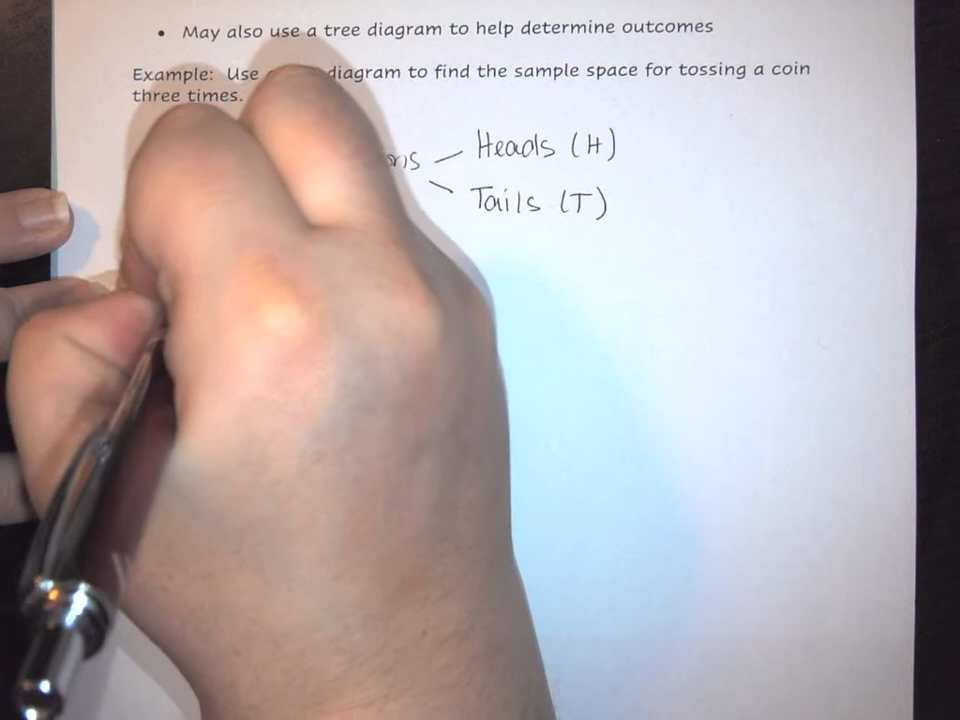 • May also use a tree diagram to help determine outcomes
Example: Use diagram to find the sample space for tossing a coin
three times.
Heads (H)
Tails (T)